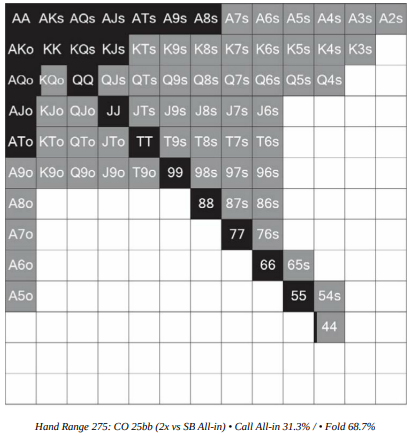 AA AKs AQs AJs ATs A9s A8s A7s A6s A5s A4s A3s A2s
AKo KK KQs KJs KTs K9s K8s K7s K6s K5s K4s K3s
AQo KQo QQ QJs QTs Q9s Q8s Q7s Q6s Q5s Q4s
AJo KJo QJo JJ JTs J9s J8s J7s J6s
ATo KTo QTo JTo TT T9s T8s T7s T6s
A9o K9o Q9o J9o T9o 99 98s 97s 96s
A8o 88 87s 86s
A7o 77 76s
A6o 66 65s
A5o 55 54s
44
Hand Range 275: CO 25bb (2x vs SB All-in) • Call All-in 31.3% / • Fold 68.7%